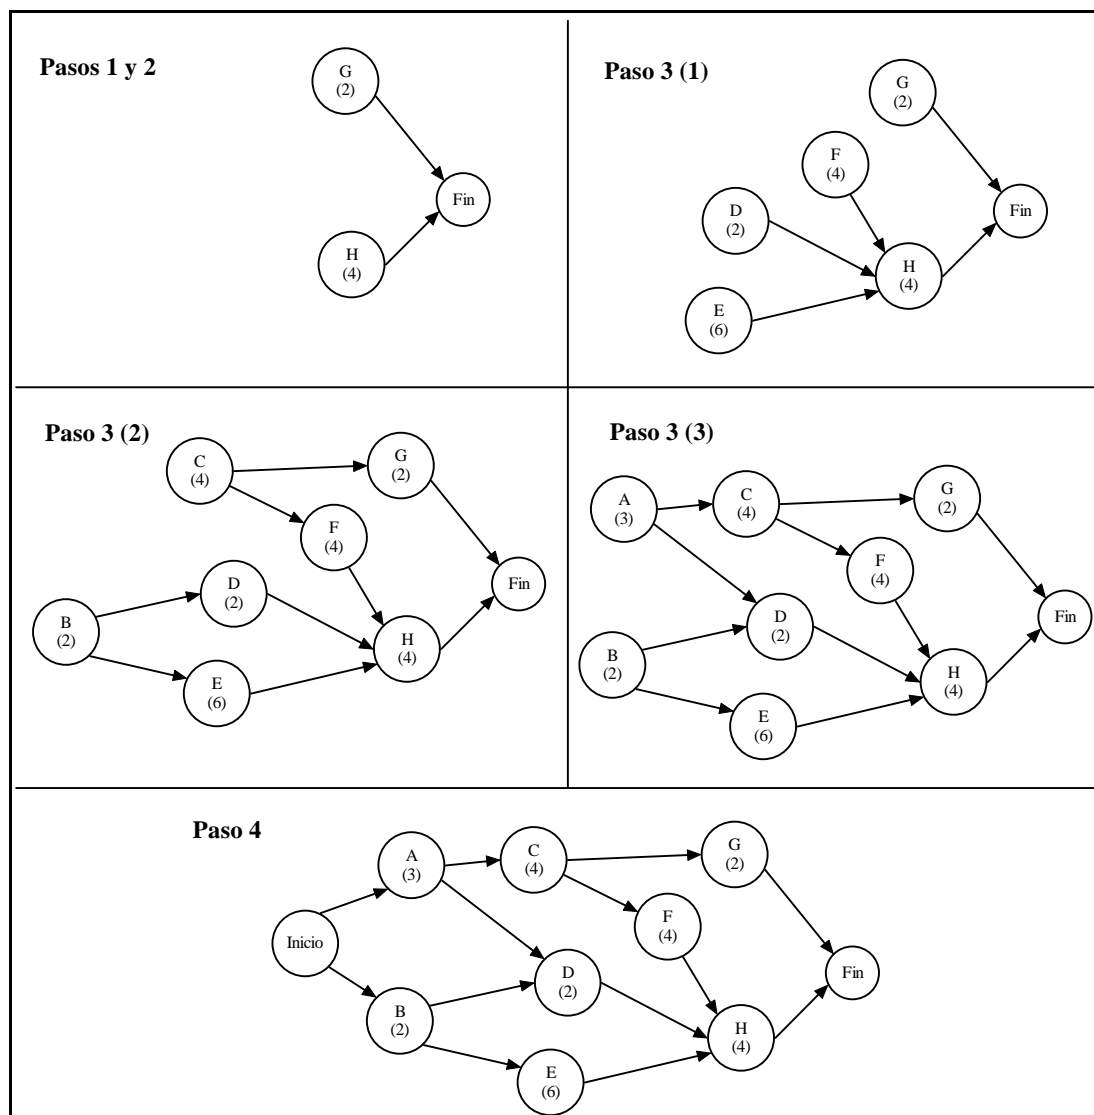 Pasos 1 y 2
G
(2)
Fin
H
(4)
Paso 3 (1)
G
(2)
F
(4)
D
(2)
Fin
H
(4)
E
(6)
Paso 3 (2)
C
(4)
G
(2)
F
(4)
D
(2)
Fin
B
(2)
H
(4)
E
(6)
Paso 3 (3)
A
(3)
C
(4)
G
(2)
F
(4)
D
(2)
Fin
B
(2)
H
(4)
E
(6)
Paso 4
A
(3)
C
(4)
G
(2)
F
(4)
Inicio
D
(2)
Fin
B
(2)
H
(4)
E
(6)